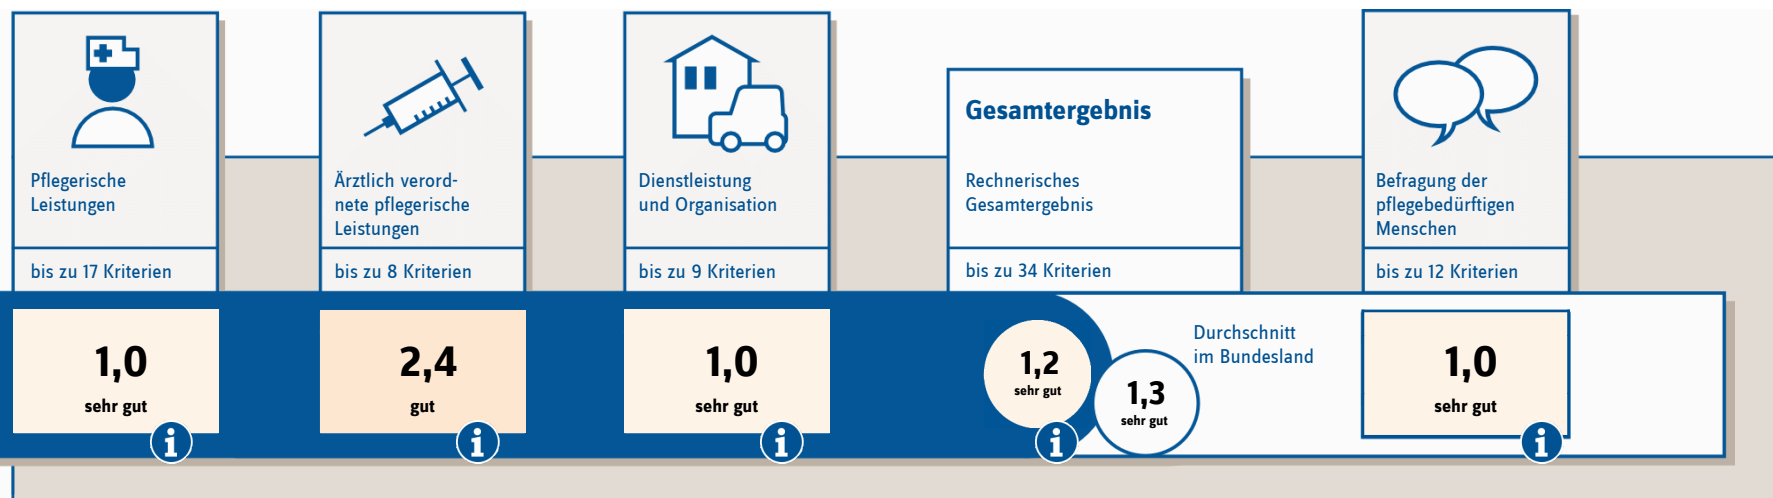 Pflegerische
Leistungen
bis zu 17 Kriterien
1,0
sehr gut
i
Ärztlich verord-
nete pflegerische
Leistungen
bis zu 8 Kriterien
2,4
gut
i
Dienstleistung
und Organisation
bis zu 9 Kriterien
1,0
sehr gut
i
Gesamtergebnis
Rechnerisches
Gesamtergebnis
bis zu 34 Kriterien
1,2
sehr gut
i
1,3
sehr gut
Durchschnitt
im Bundesland
Befragung der
pflegebedürftigen
Menschen
bis zu 12 Kriterien
1,0
sehr gut
i